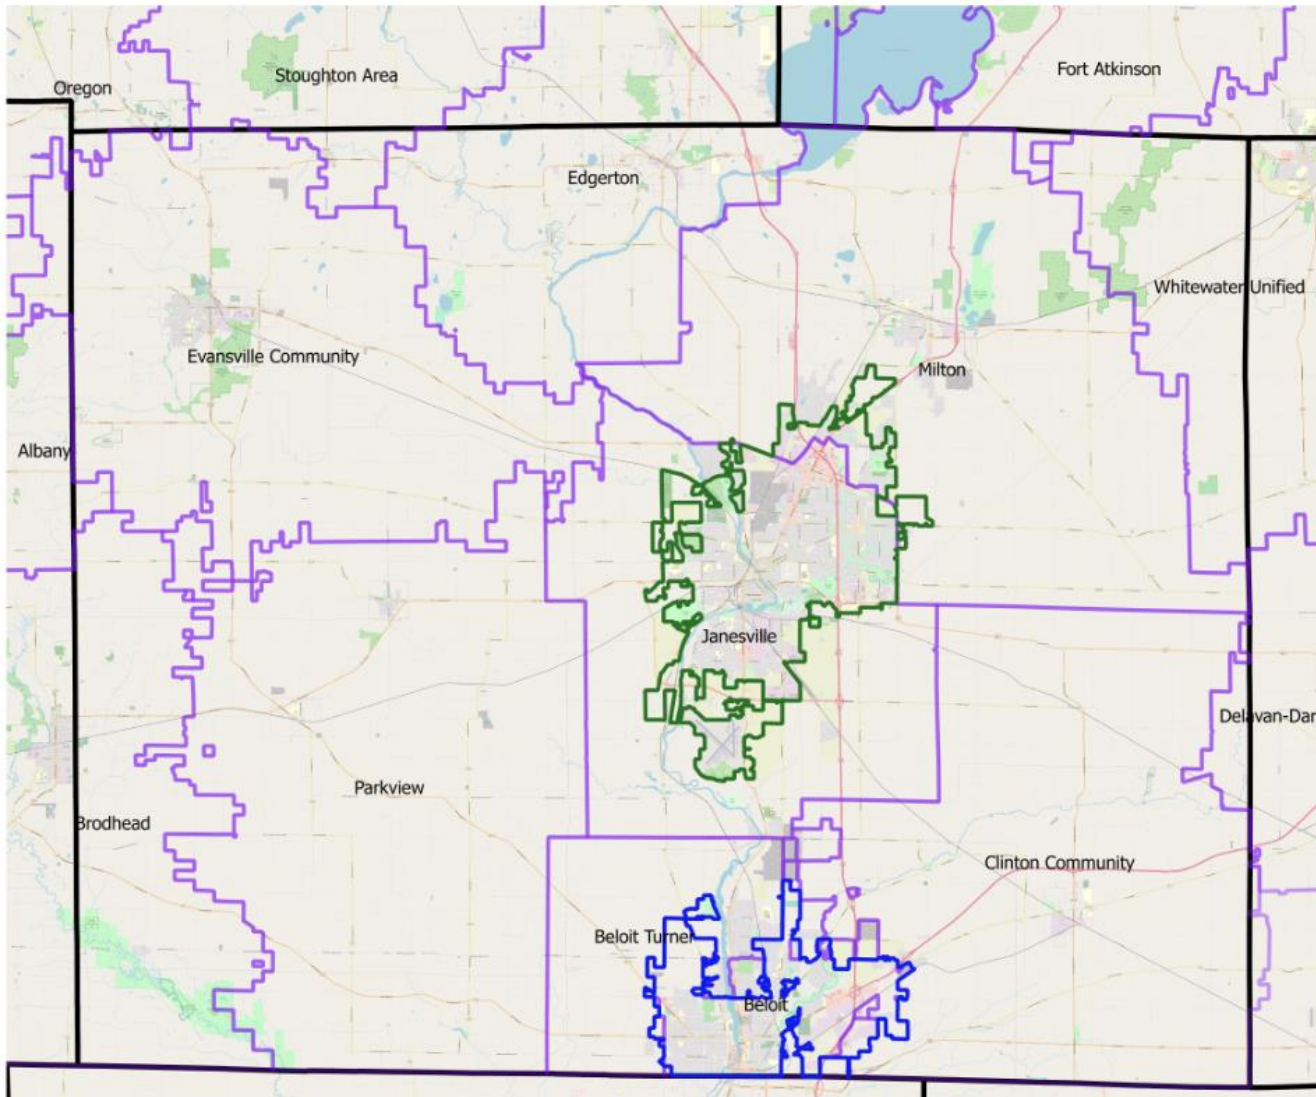 Stoughton Area
Fort Atkinson
Oregon
Edgerton
Whitewater Unified
Evansville Community
Milton
Albany
Janesville
Delavan-Dar
Parkview
Brodhead
Clinton Community
Beloit Turner
Beloit